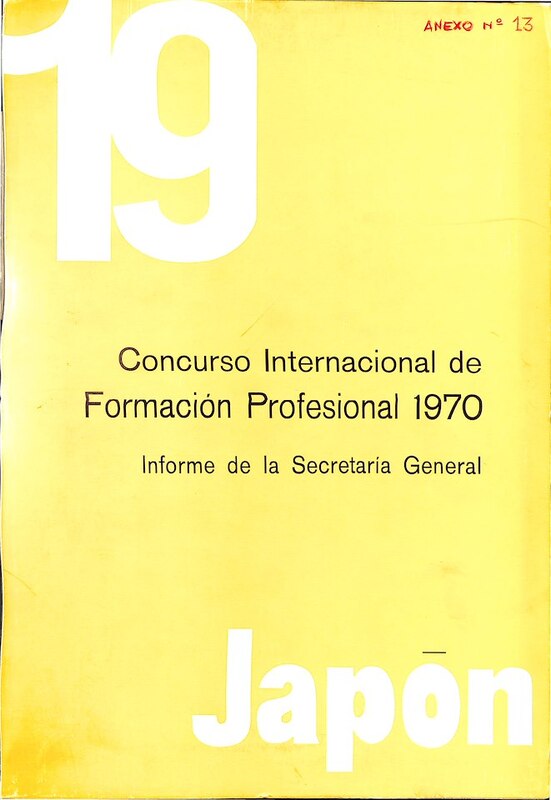 ANEXO Nº 13
19
Concurso Internacional de
Formación Profesional 1970
Informe de la Secretaría General
Japón